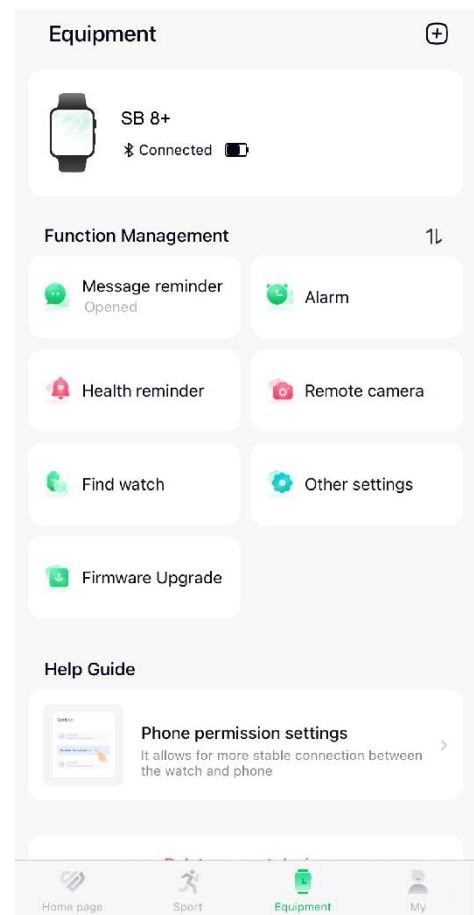 Equipment
SB 8+
Connected
Function Management
Message reminder
Opened
Alarm
Health reminder
Remote camera
Find watch
Other settings
Firmware Upgrade
Help Guide
Phone permission settings
It allows for more stable connection between
the watch and phone
Home page
Sport
Equipment
My